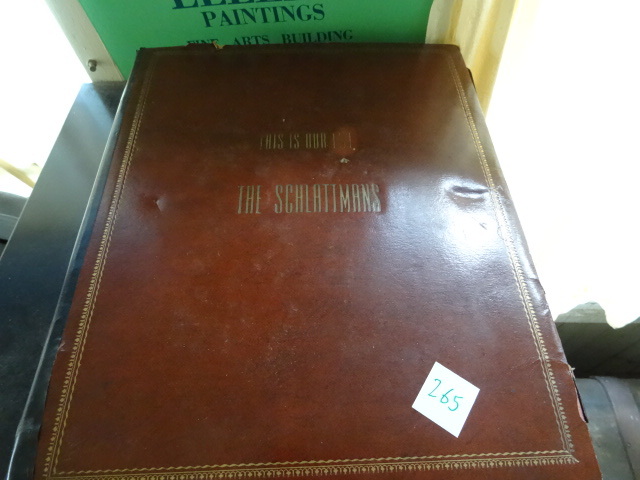 PAINTINGS
FINE ARTS BUILDING
THIS IS OUR
THE SCHLATTMANS
265